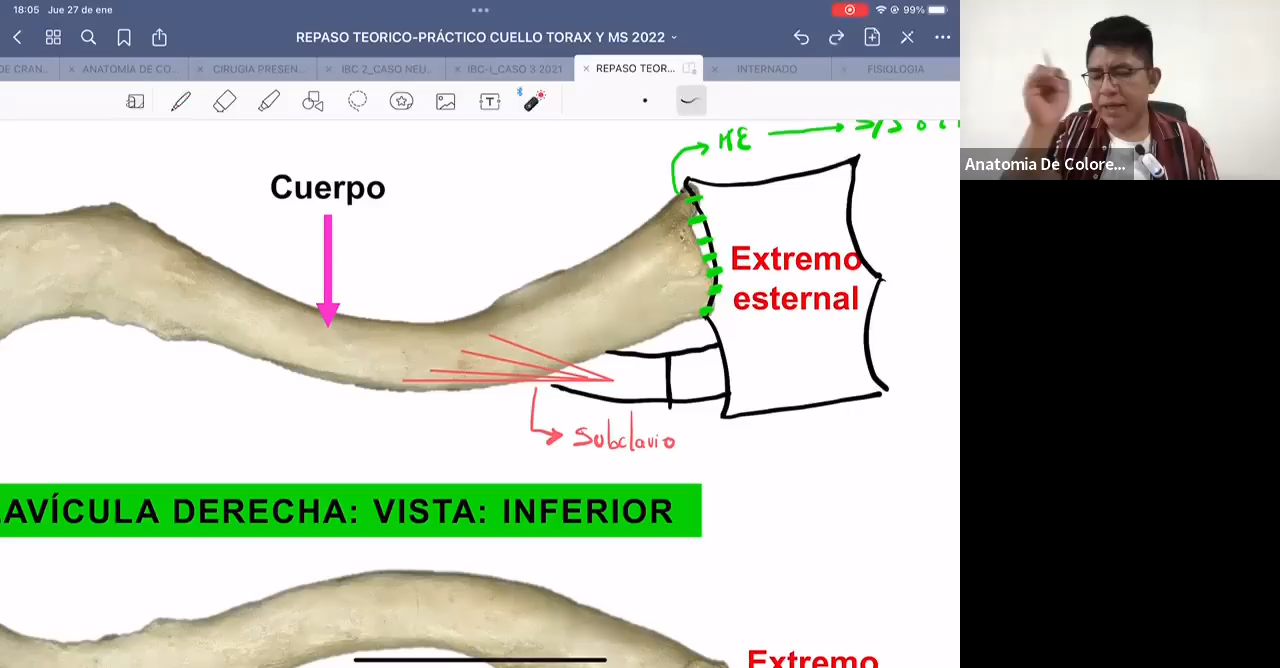 18:05 Jue 27 de ene
99%
REPASO TEORICO-PRÁCTICO CUELLO TORAX Y MS 2022
DE CRAN... ANATOMÍA DE CO... CIRUGIA PRESEN... IBC 2_CASO NEU... IBC-I_CASO 3 2021 REPASO TEOR... INTERNADO FISIOLOGIA
Anatomia De Colore...
Cuerpo
Extremo
esternal
Subclavio
AVÍCULA DERECHA: VISTA: INFERIOR
Extremo